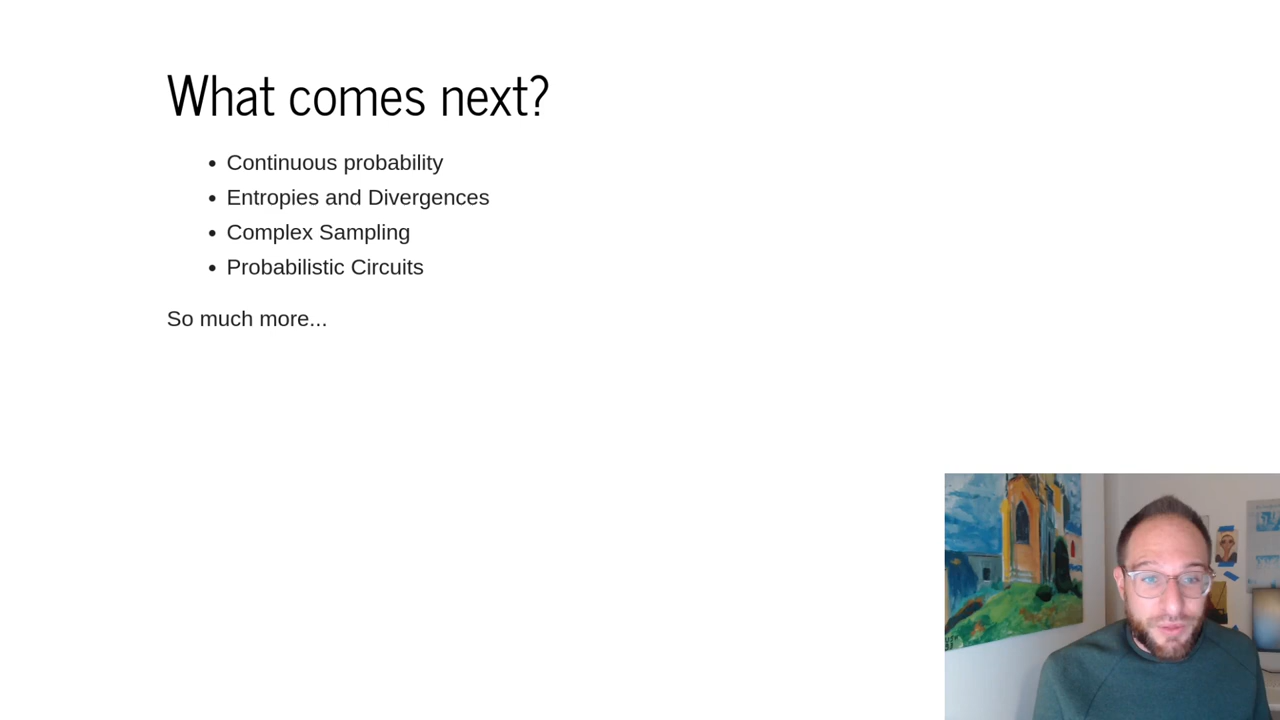 What comes next?
• Continuous probability
• Entropies and Divergences
• Complex Sampling
• Probabilistic Circuits
So much more...